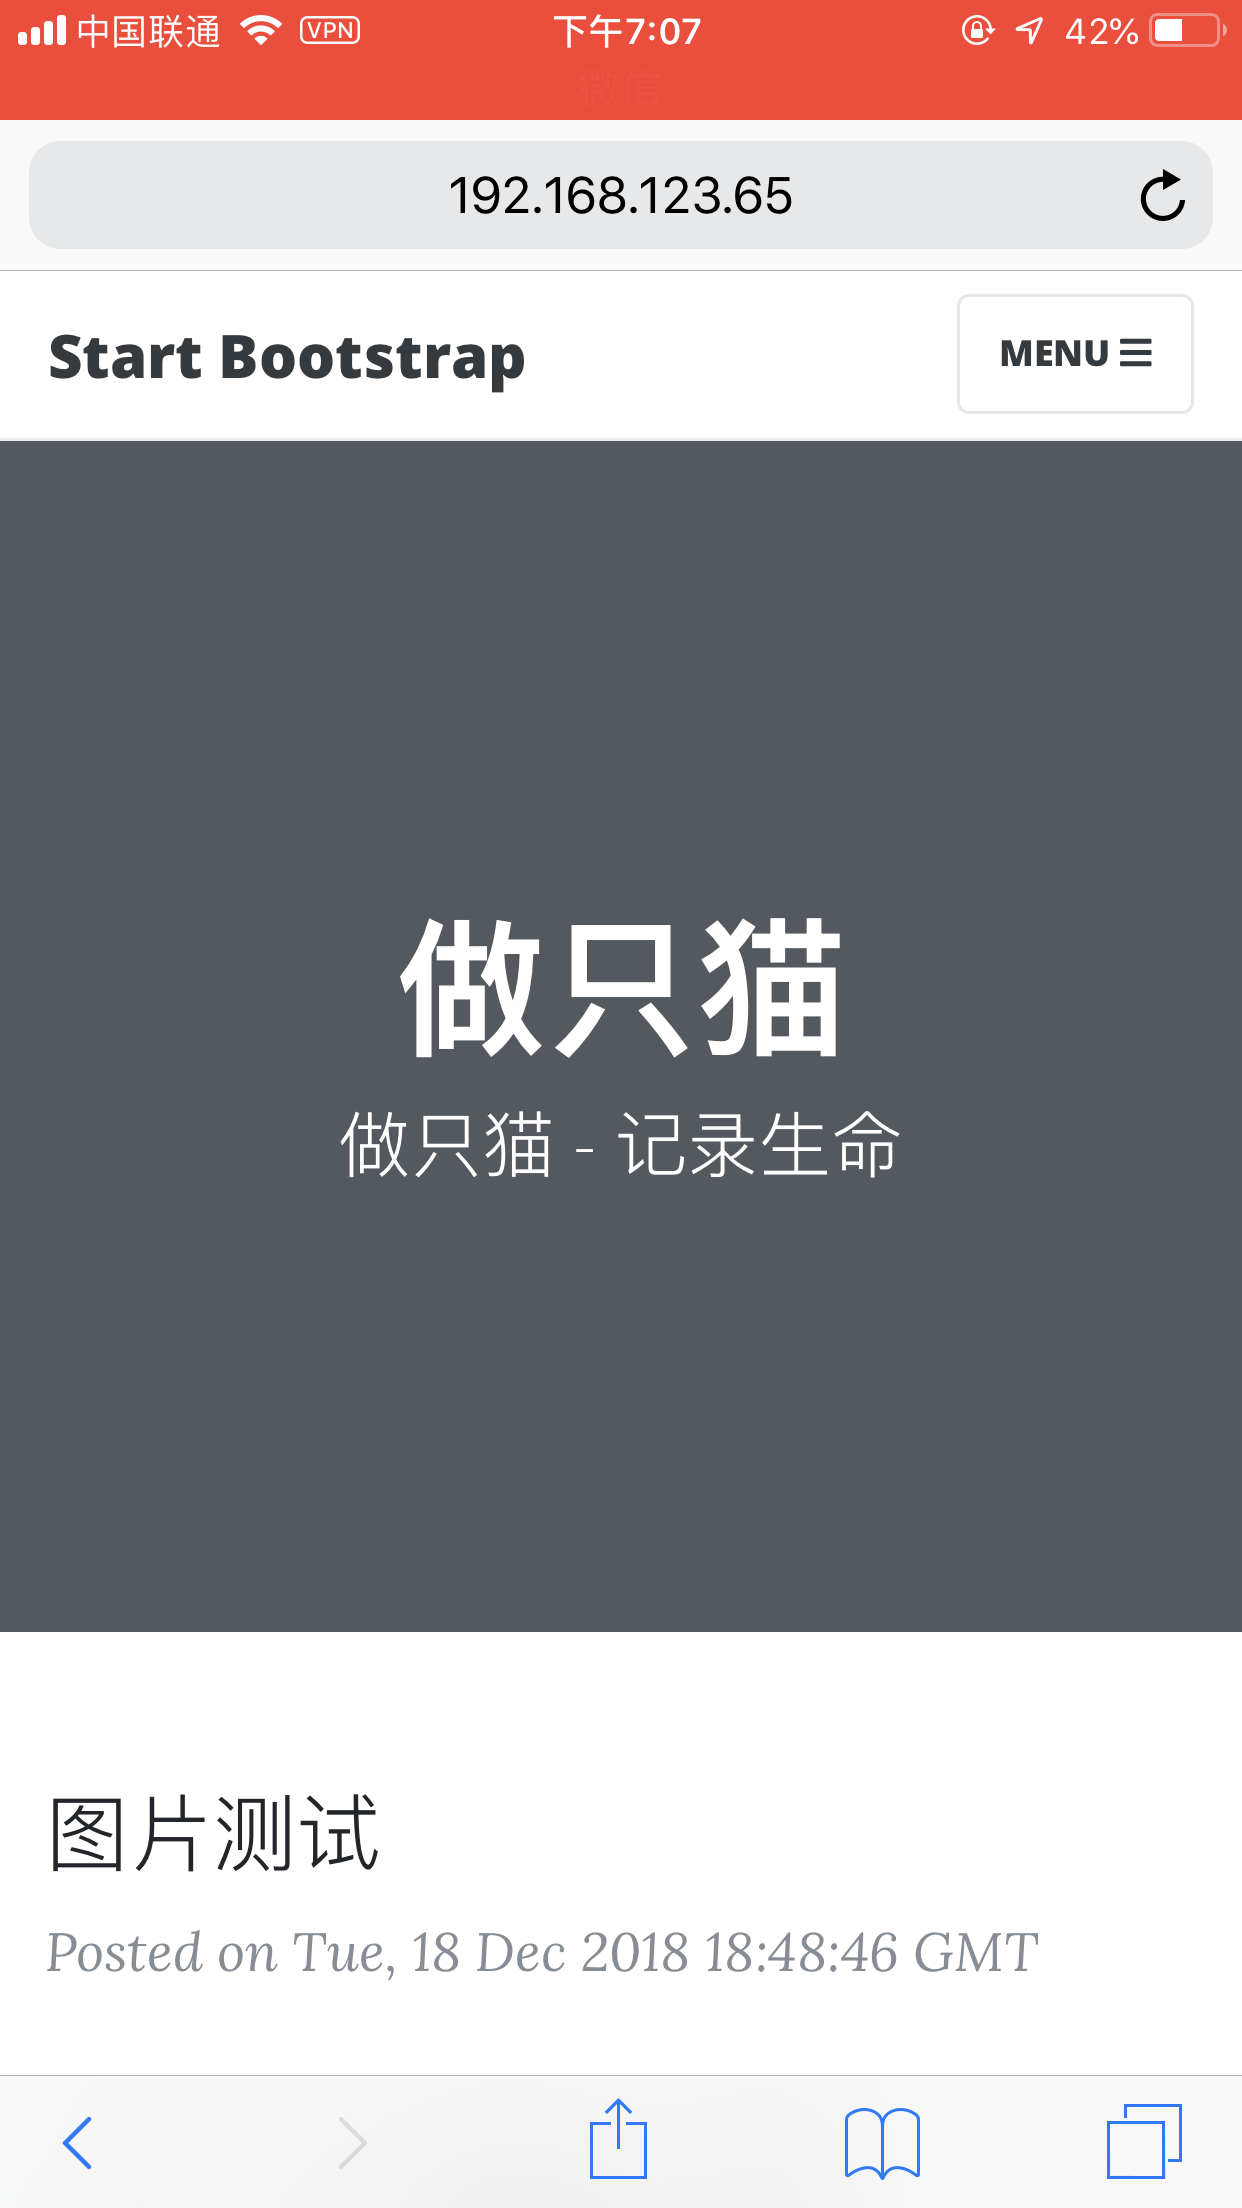 中国联通 VPN 下午7:07 42%
微信
192.168.123.65
Start Bootstrap MENU
做只猫
做只猫 - 记录生命
图片测试
Posted on Tue, 18 Dec 2018 18:48:46 GMT